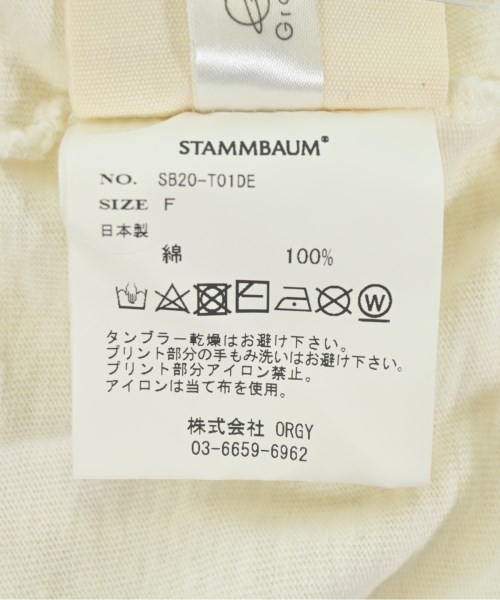 Gr
STAMMBAUM®
NO. SB20-T01DE
SIZE F
日本製
綿 100%
W
タンブラー乾燥はお避け下さい。
プリント部分の手もみ洗いはお避け下さい。
プリント部分アイロン禁止。
アイロンは当て布を使用。
株式会社 ORGY
03-6659-6962